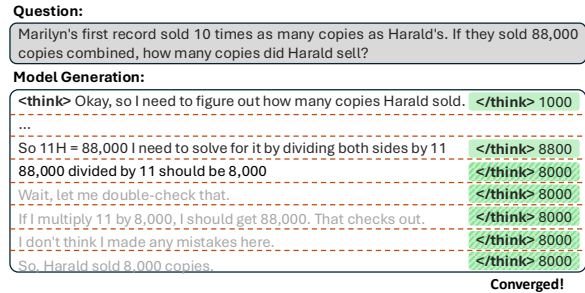 Question:
Marilyn's first record sold 10 times as many copies as Harald's. If they sold 88,000
copies combined, how many copies did Harald sell?
Model Generation:
<think> Okay, so I need to figure out how many copies Harald sold. </think> 1000
...
So 11H = 88,000 I need to solve for it by dividing both sides by 11 </think> 8800
88,000 divided by 11 should be 8,000 </think> 8000
Wait, let me double-check that. </think> 8000
If I multiply 11 by 8,000, I should get 88,000. That checks out. </think> 8000
I don't think I made any mistakes here. </think> 8000
So, Harald sold 8,000 copies. </think> 8000
Converged!